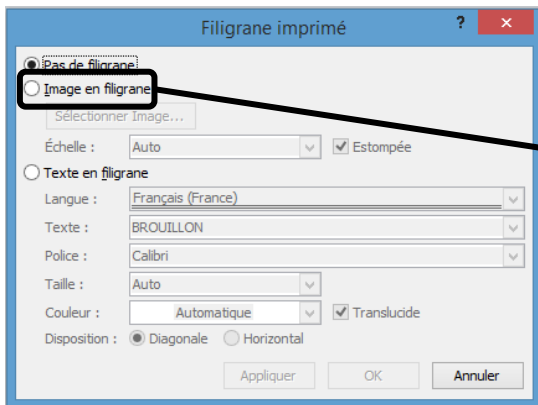 Filigrane imprimé ?
Pas de filigrane
Image en filigrane
Sélectionner Image...
Échelle : Auto Estompée
Texte en filigrane
Langue : Français (France)
Texte : BROUILLON
Police : Calibri
Taille : Auto
Couleur : Automatique Translucide
Disposition : Diagonale Horizontal
Appliquer OK Annuler